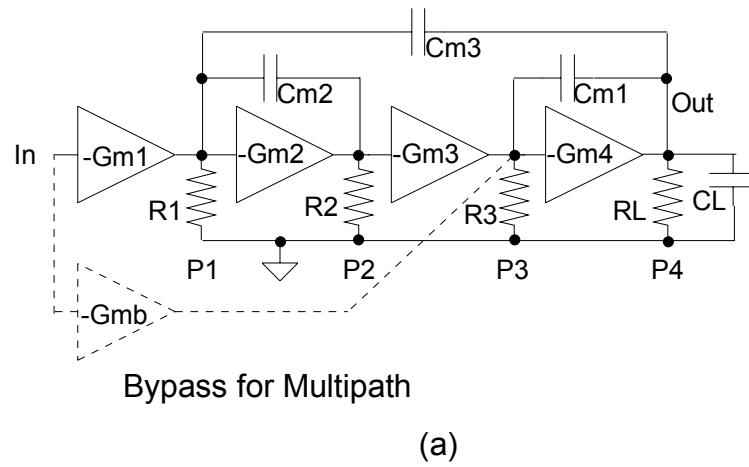 Cm3
Cm2
Cm1
Out
In
-Gm1
-Gm2
-Gm3
-Gm4
R1
R2
R3
RL
CL
P1
P2
P3
P4
-Gmb
Bypass for Multipath
(a)